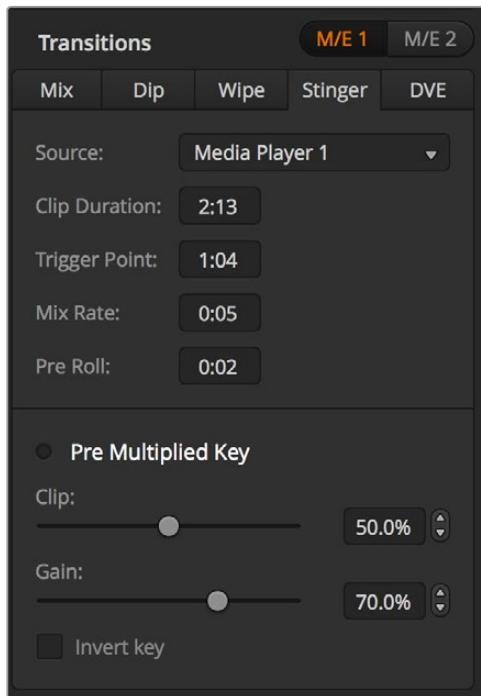 Transitions M/E 1 M/E 2
Mix Dip Wipe Stinger DVE
Source: Media Player 1
Clip Duration: 2:13
Trigger Point: 1:04
Mix Rate: 0:05
Pre Roll: 0:02
Pre Multiplied Key
Clip:
50.0%
Gain:
70.0%
Invert key